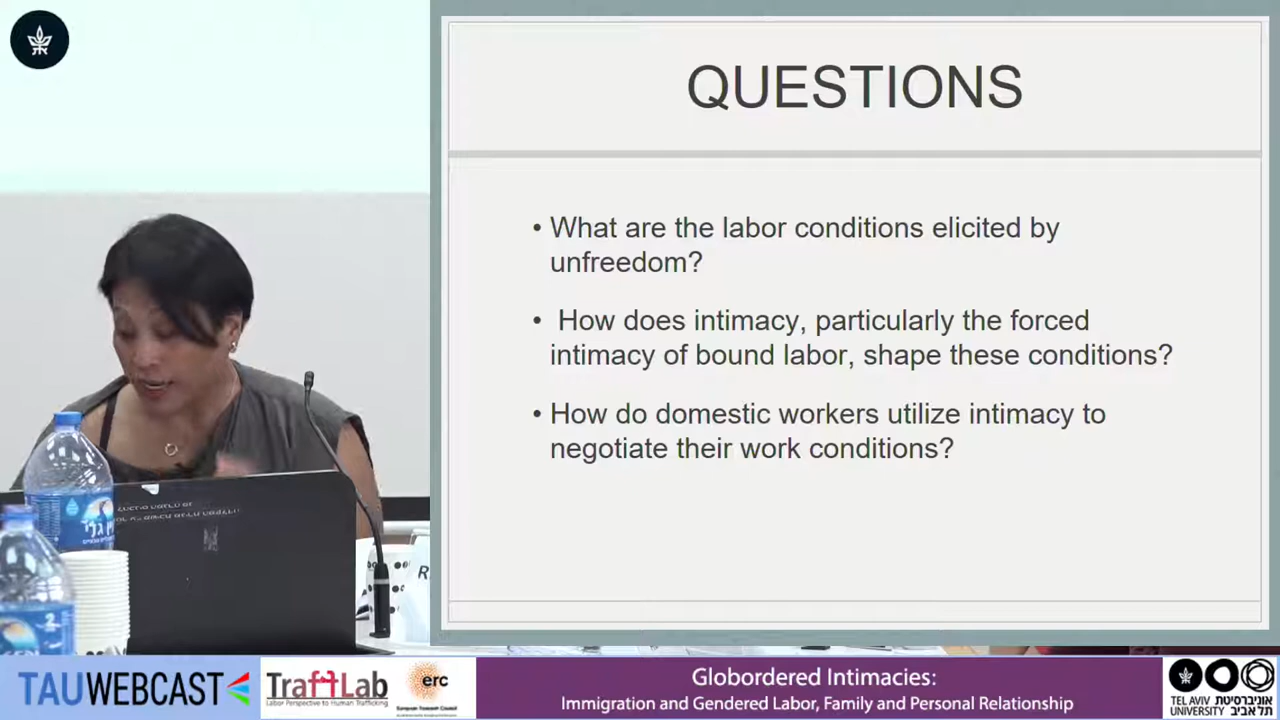 QUESTIONS
• What are the labor conditions elicited by
unfreedom?
• How does intimacy, particularly the forced
intimacy of bound labor, shape these conditions?
• How do domestic workers utilize intimacy to
negotiate their work conditions?
R
TAUWEBCAST
TraffLab
Labor Perspective to Human Trafficking
erc
European Research Council
Globordered Intimacies:
Immigration and Gendered Labor, Family and Personal Relationship
TEL AVIV אוניברסיטת
UNIVERSITY תל אביב